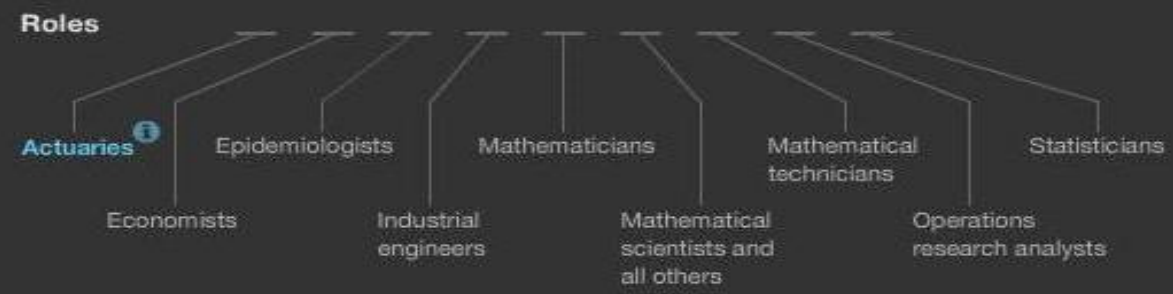 Roles
Actuaries
Economists
Epidemiologists
Industrial
engineers
Mathematicians
Mathematical
scientists and
all others
Mathematical
technicians
Operations
research analysts
Statisticians